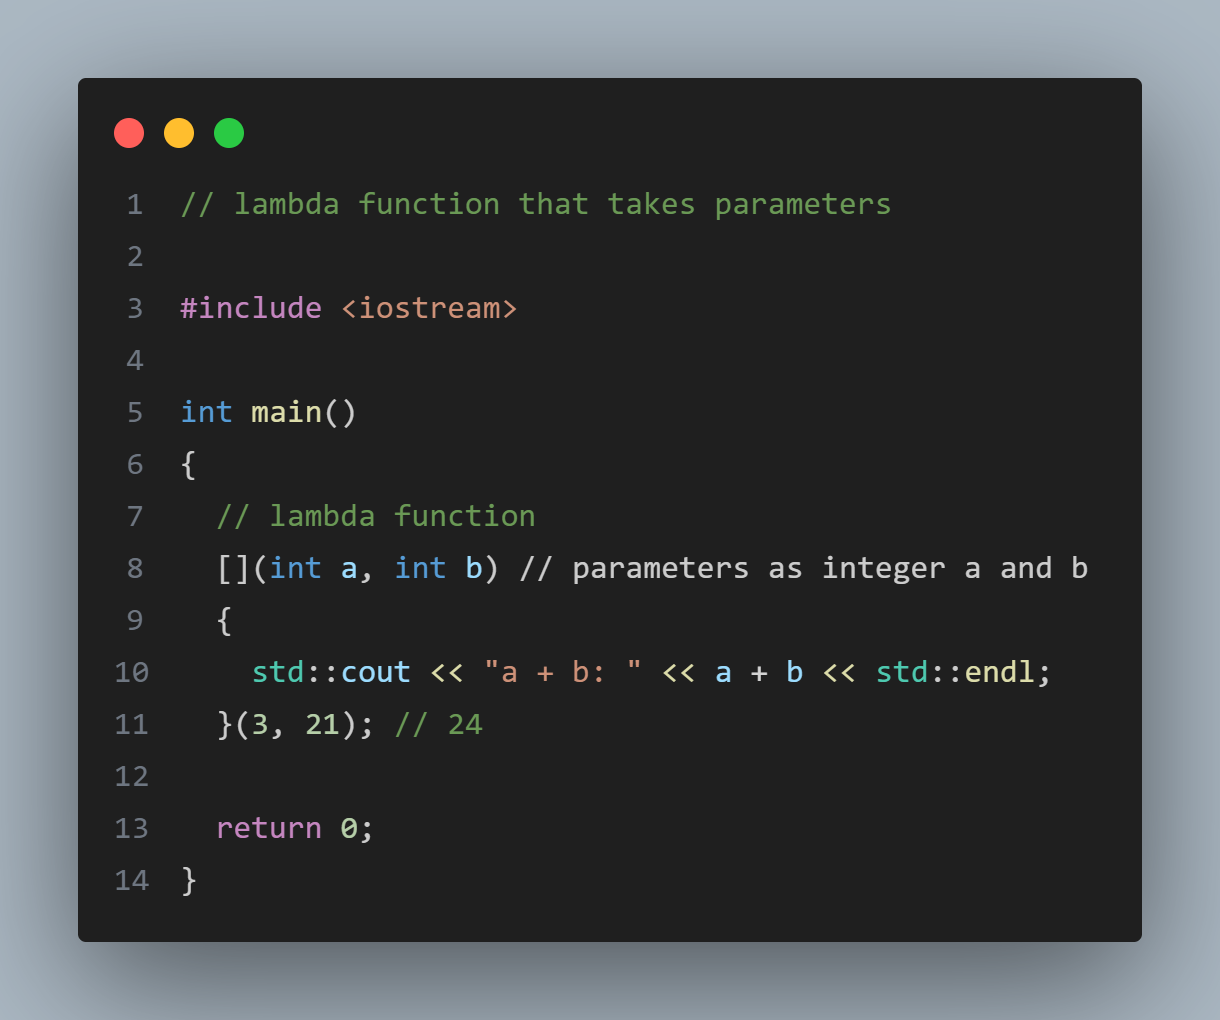 1 // lambda function that takes parameters
2
3 #include <iostream>
4
5 int main()
6 {
7   // lambda function
8   [](int a, int b) // parameters as integer a and b
9   {
10     std::cout << "a + b: " << a + b << std::endl;
11   }(3, 21); // 24
12
13   return 0;
14 }